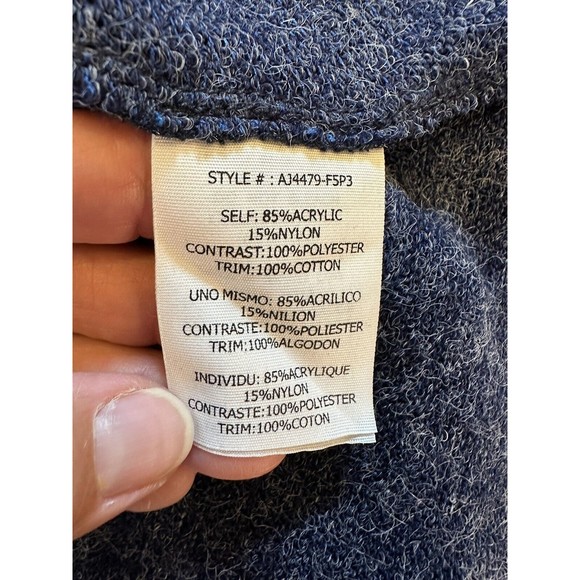 STYLE # : AJ4479-F5P3
SELF: 85%ACRYLIC
15%NYLON
CONTRAST:100%POLYESTER
TRIM:100%COTTON
UNO MISMO: 85%ACRILICO
15%NILION
CONTRASTE:100%POLIESTER
TRIM:100%ALGODON
INDIVIDU: 85%ACRYLIQUE
15%NYLON
CONTRASTE:100%POLYESTER
TRIM:100%COTON